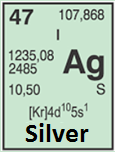 47 107,868
I
1235,08 Ag
2485
10,50 S
[Kr]4d¹⁰5s¹
Silver